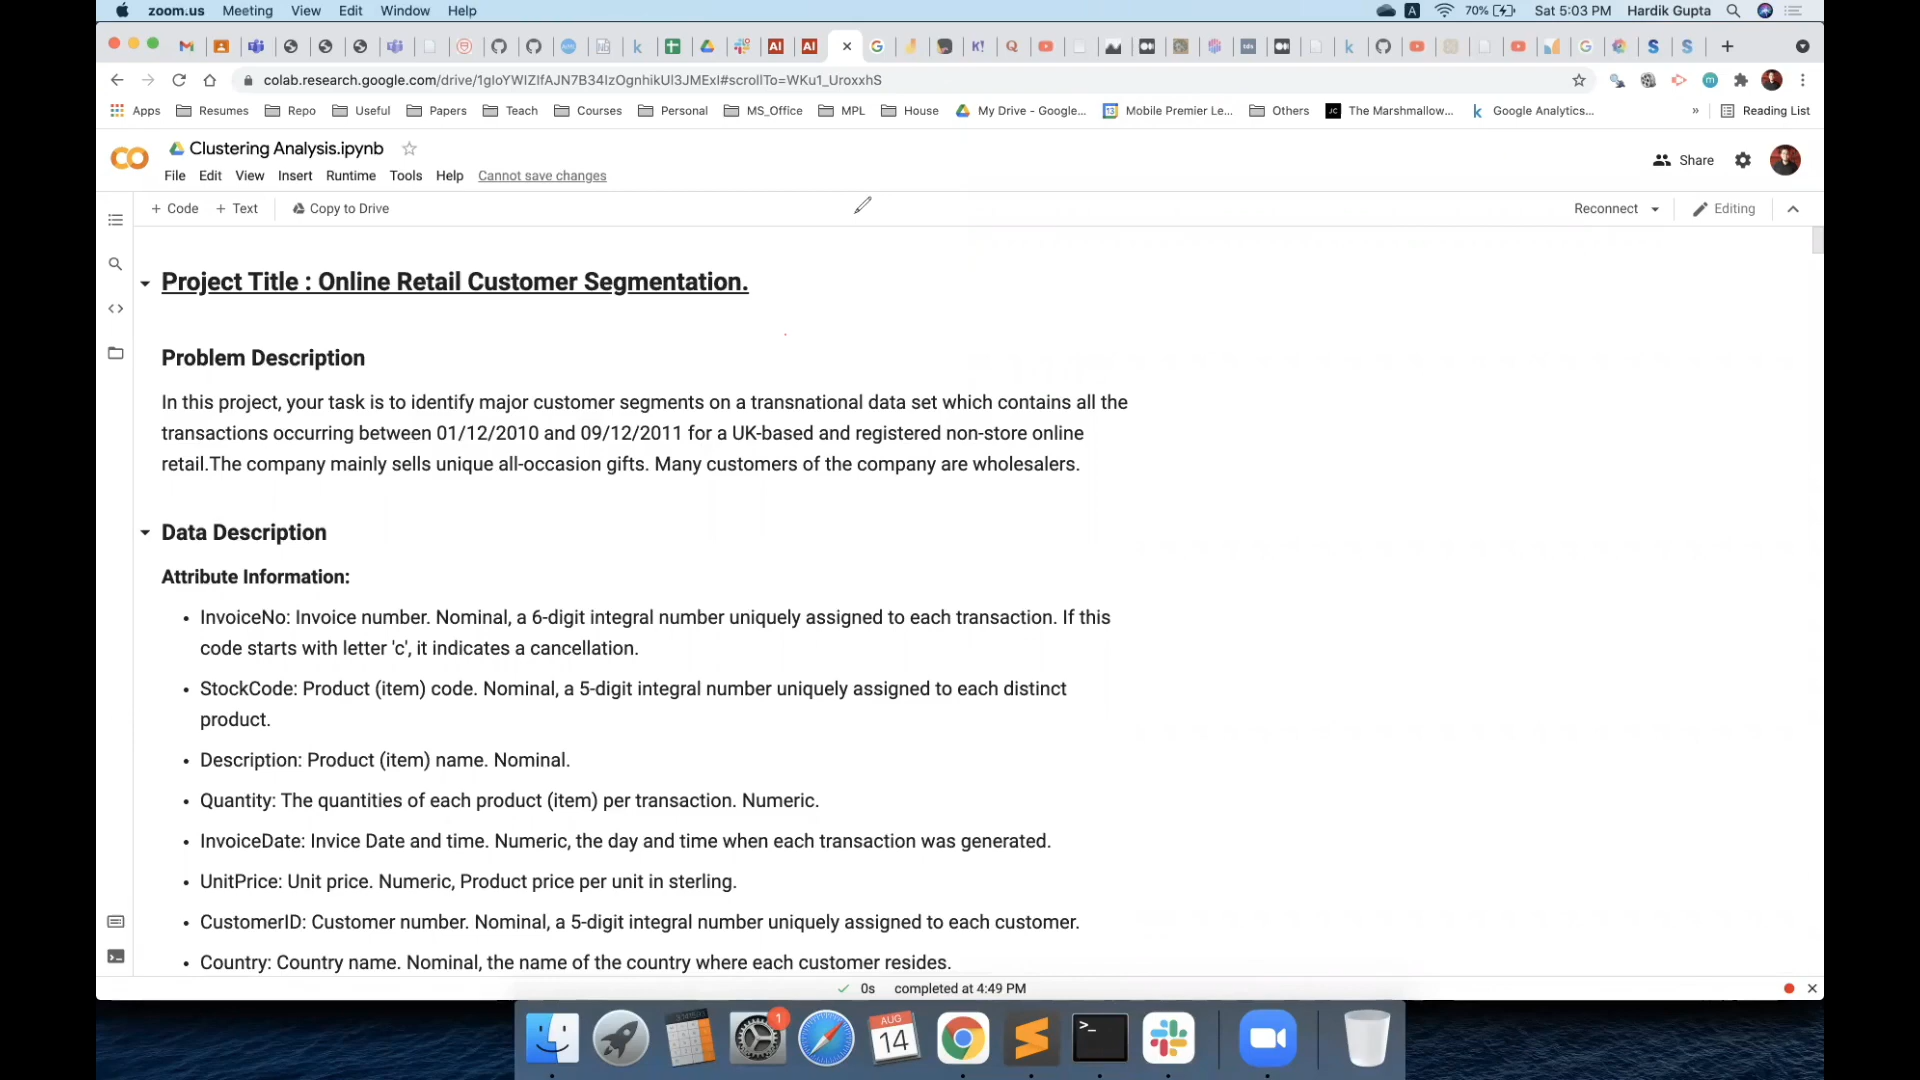 zoom.us Meeting View Edit Window Help A 70% Sat 5:03 PM Hardik Gupta
colab.research.google.com/drive/1gIoYWIZIfAJN7B34IzOgnhikUl3JMExI#scrollTo=WKu1_UroxxhS
Apps Resumes Repo Useful Papers Teach Courses Personal MS_Office MPL House My Drive - Google... Mobile Premier Le... Others JC The Marshmallow... k Google Analytics... » Reading List
Clustering Analysis.ipynb
Share
File Edit View Insert Runtime Tools Help Cannot save changes
+ Code + Text Copy to Drive Reconnect Editing
Project Title : Online Retail Customer Segmentation.
Problem Description
In this project, your task is to identify major customer segments on a transnational data set which contains all the
transactions occurring between 01/12/2010 and 09/12/2011 for a UK-based and registered non-store online
retail.The company mainly sells unique all-occasion gifts. Many customers of the company are wholesalers.
Data Description
Attribute Information:
• InvoiceNo: Invoice number. Nominal, a 6-digit integral number uniquely assigned to each transaction. If this
code starts with letter 'c', it indicates a cancellation.
• StockCode: Product (item) code. Nominal, a 5-digit integral number uniquely assigned to each distinct
product.
• Description: Product (item) name. Nominal.
• Quantity: The quantities of each product (item) per transaction. Numeric.
• InvoiceDate: Invice Date and time. Numeric, the day and time when each transaction was generated.
• UnitPrice: Unit price. Numeric, Product price per unit in sterling.
• CustomerID: Customer number. Nominal, a 5-digit integral number uniquely assigned to each customer.
• Country: Country name. Nominal, the name of the country where each customer resides.
0s completed at 4:49 PM
1
AUG
14